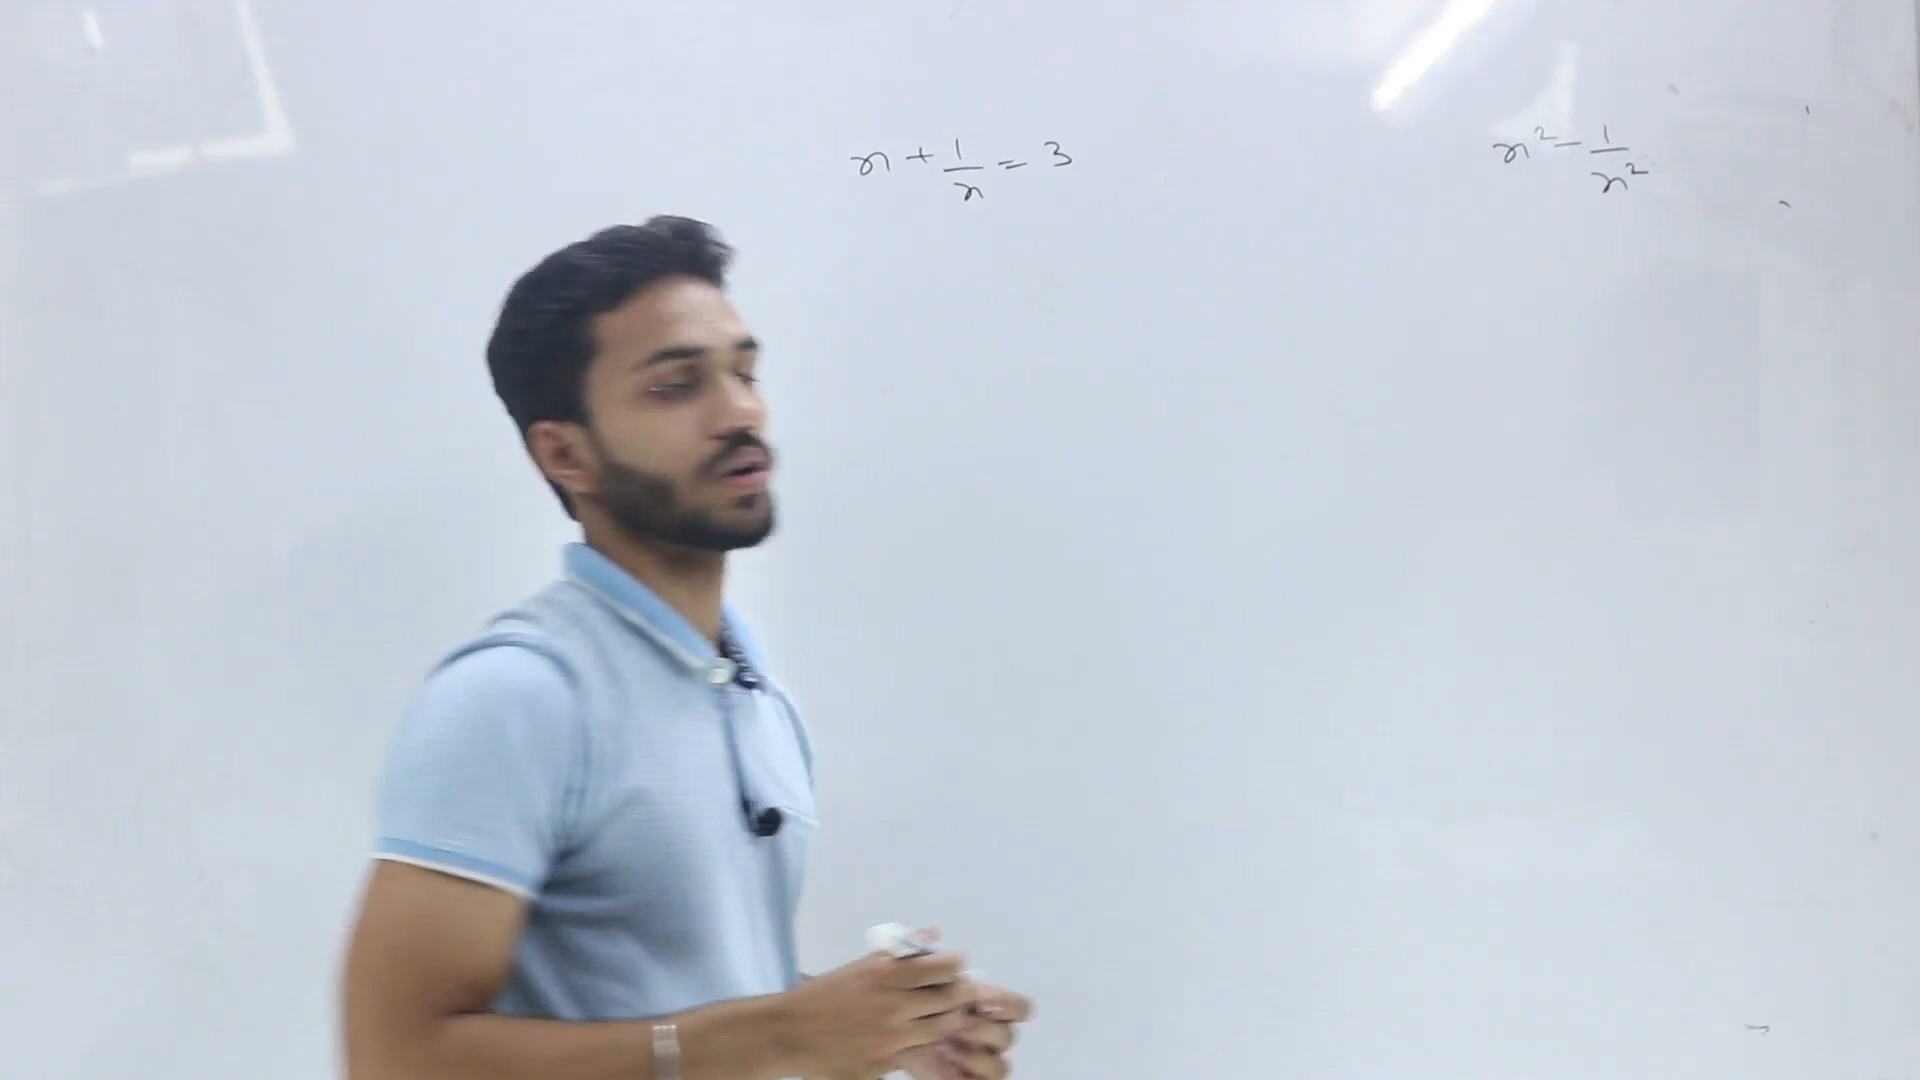 x + 1/x = 3
x² - 1/x²